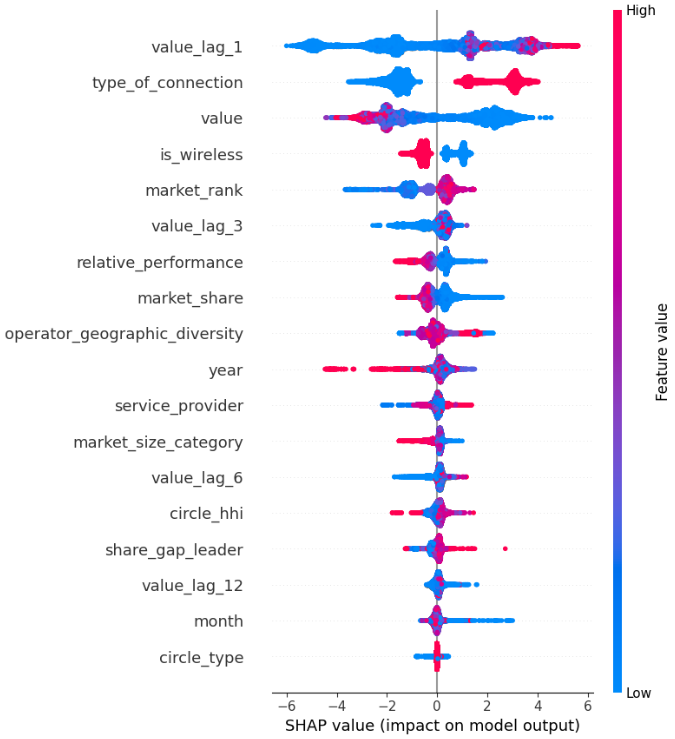 High
value_lag_1
type_of_connection
value
is_wireless
market_rank
value_lag_3
relative_performance
market_share
operator_geographic_diversity
year
service_provider
market_size_category
value_lag_6
circle_hhi
share_gap_leader
value_lag_12
month
circle_type
Feature value
Low
−6 −4 −2 0 2 4 6
SHAP value (impact on model output)